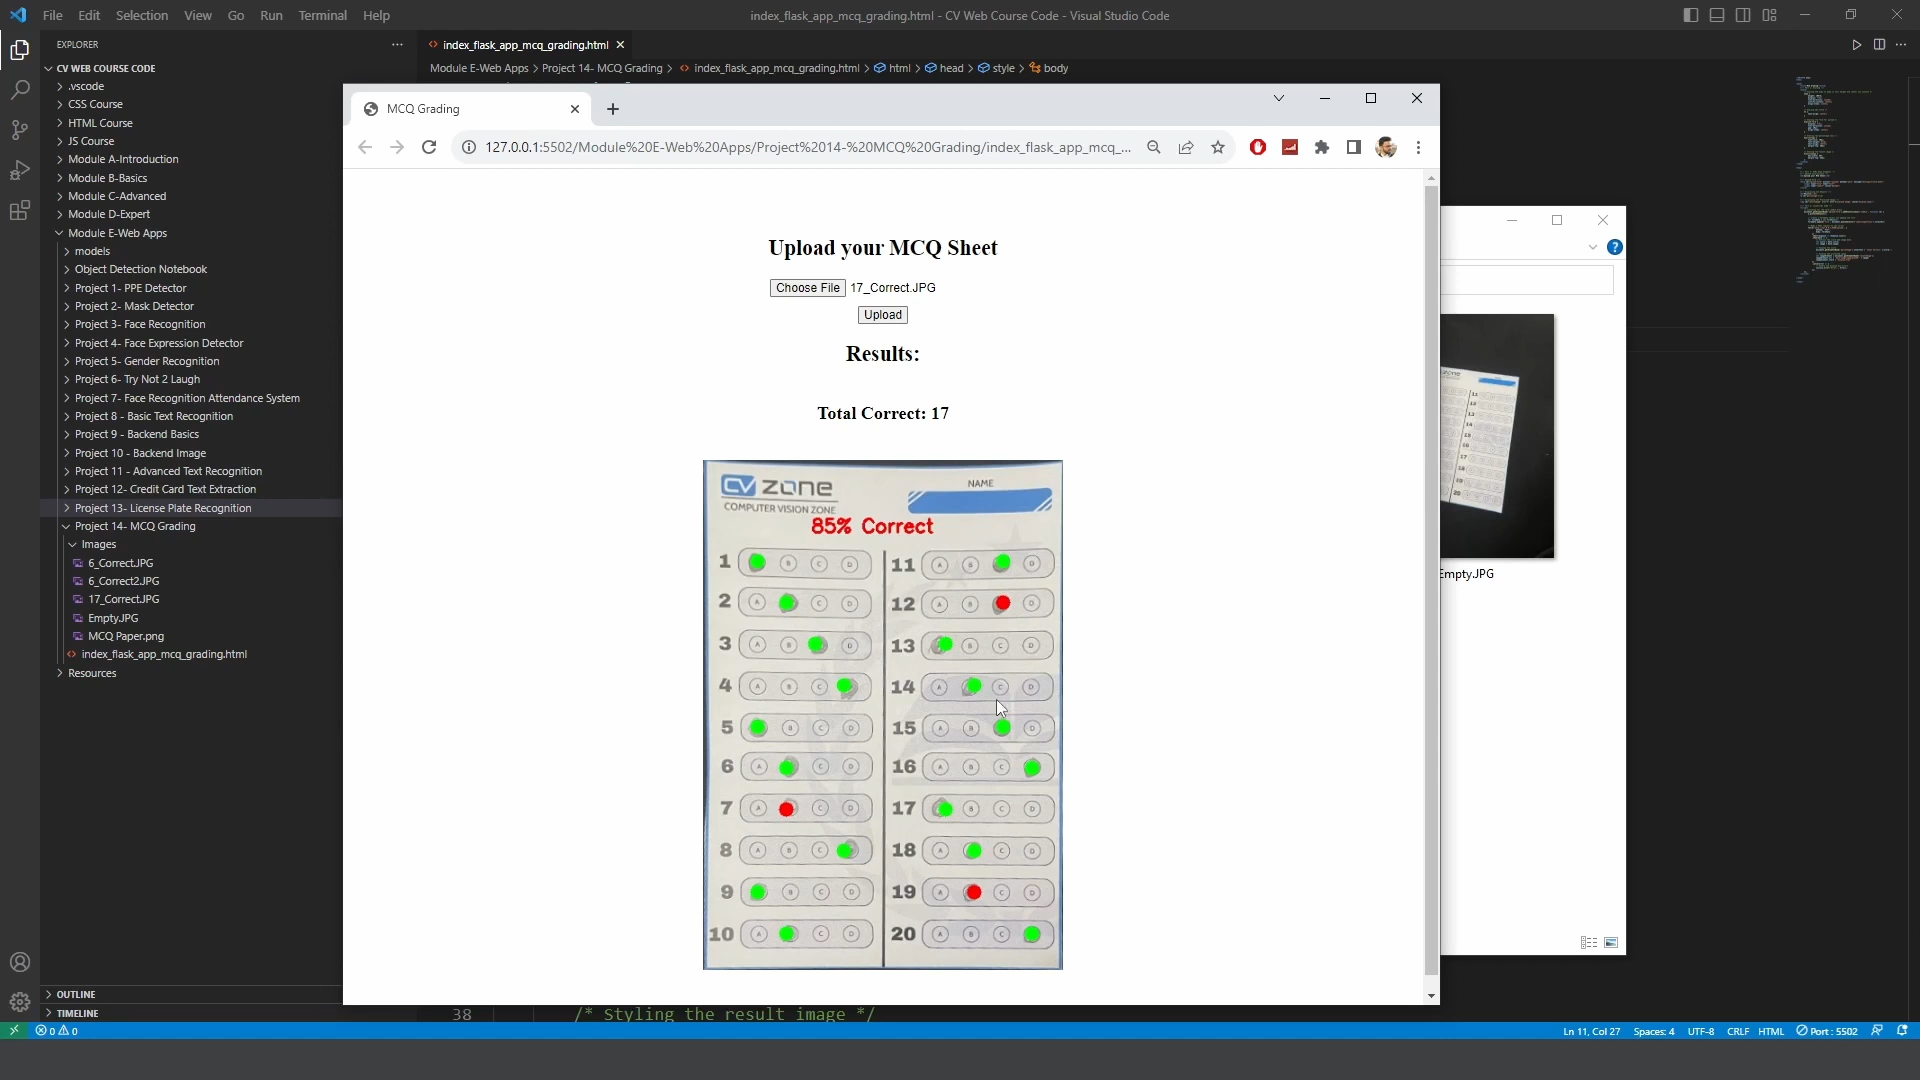 File Edit Selection View Go Run Terminal Help
index_flask_app_mcq_grading.html - CV Web Course Code - Visual Studio Code
EXPLORER
CV WEB COURSE CODE
.vscode
CSS Course
HTML Course
JS Course
Module A-Introduction
Module B-Basics
Module C-Advanced
Module D-Expert
Module E-Web Apps
models
Object Detection Notebook
Project 1- PPE Detector
Project 2- Mask Detector
Project 3- Face Recognition
Project 4- Face Expression Detector
Project 5- Gender Recognition
Project 6- Try Not 2 Laugh
Project 7- Face Recognition Attendance System
Project 8 - Basic Text Recognition
Project 9 - Backend Basics
Project 10 - Backend Image
Project 11 - Advanced Text Recognition
Project 12- Credit Card Text Extraction
Project 13- License Plate Recognition
Project 14- MCQ Grading
Images
6_Correct.JPG
6_Correct2.JPG
17_Correct.JPG
Empty.JPG
MCQ Paper.png
index_flask_app_mcq_grading.html
Resources
OUTLINE
TIMELINE
index_flask_app_mcq_grading.html
Module E-Web Apps > Project 14- MCQ Grading > index_flask_app_mcq_grading.html > html > head > style > body
MCQ Grading
127.0.0.1:5502/Module%20E-Web%20Apps/Project%2014-%20MCQ%20Grading/index_flask_app_mcq_...
Upload your MCQ Sheet
Choose File 17_Correct.JPG
Upload
Results:
Total Correct: 17
CV zone
COMPUTER VISION ZONE
NAME
85% Correct
1 B C D
2 A C D
3 A B D
4 A B C
5 B C D
6 A C D
7 A C D
8 A B C
9 B C D
10 A C D
11 A B D
12 A B D
13 B C D
14 A C D
15 A B D
16 A B C
17 B C D
18 A C D
19 A C D
20 A B C
Empty.JPG
38 /* Styling the result image */
0 0
Ln 11, Col 27 Spaces: 4 UTF-8 CRLF HTML Port : 5502